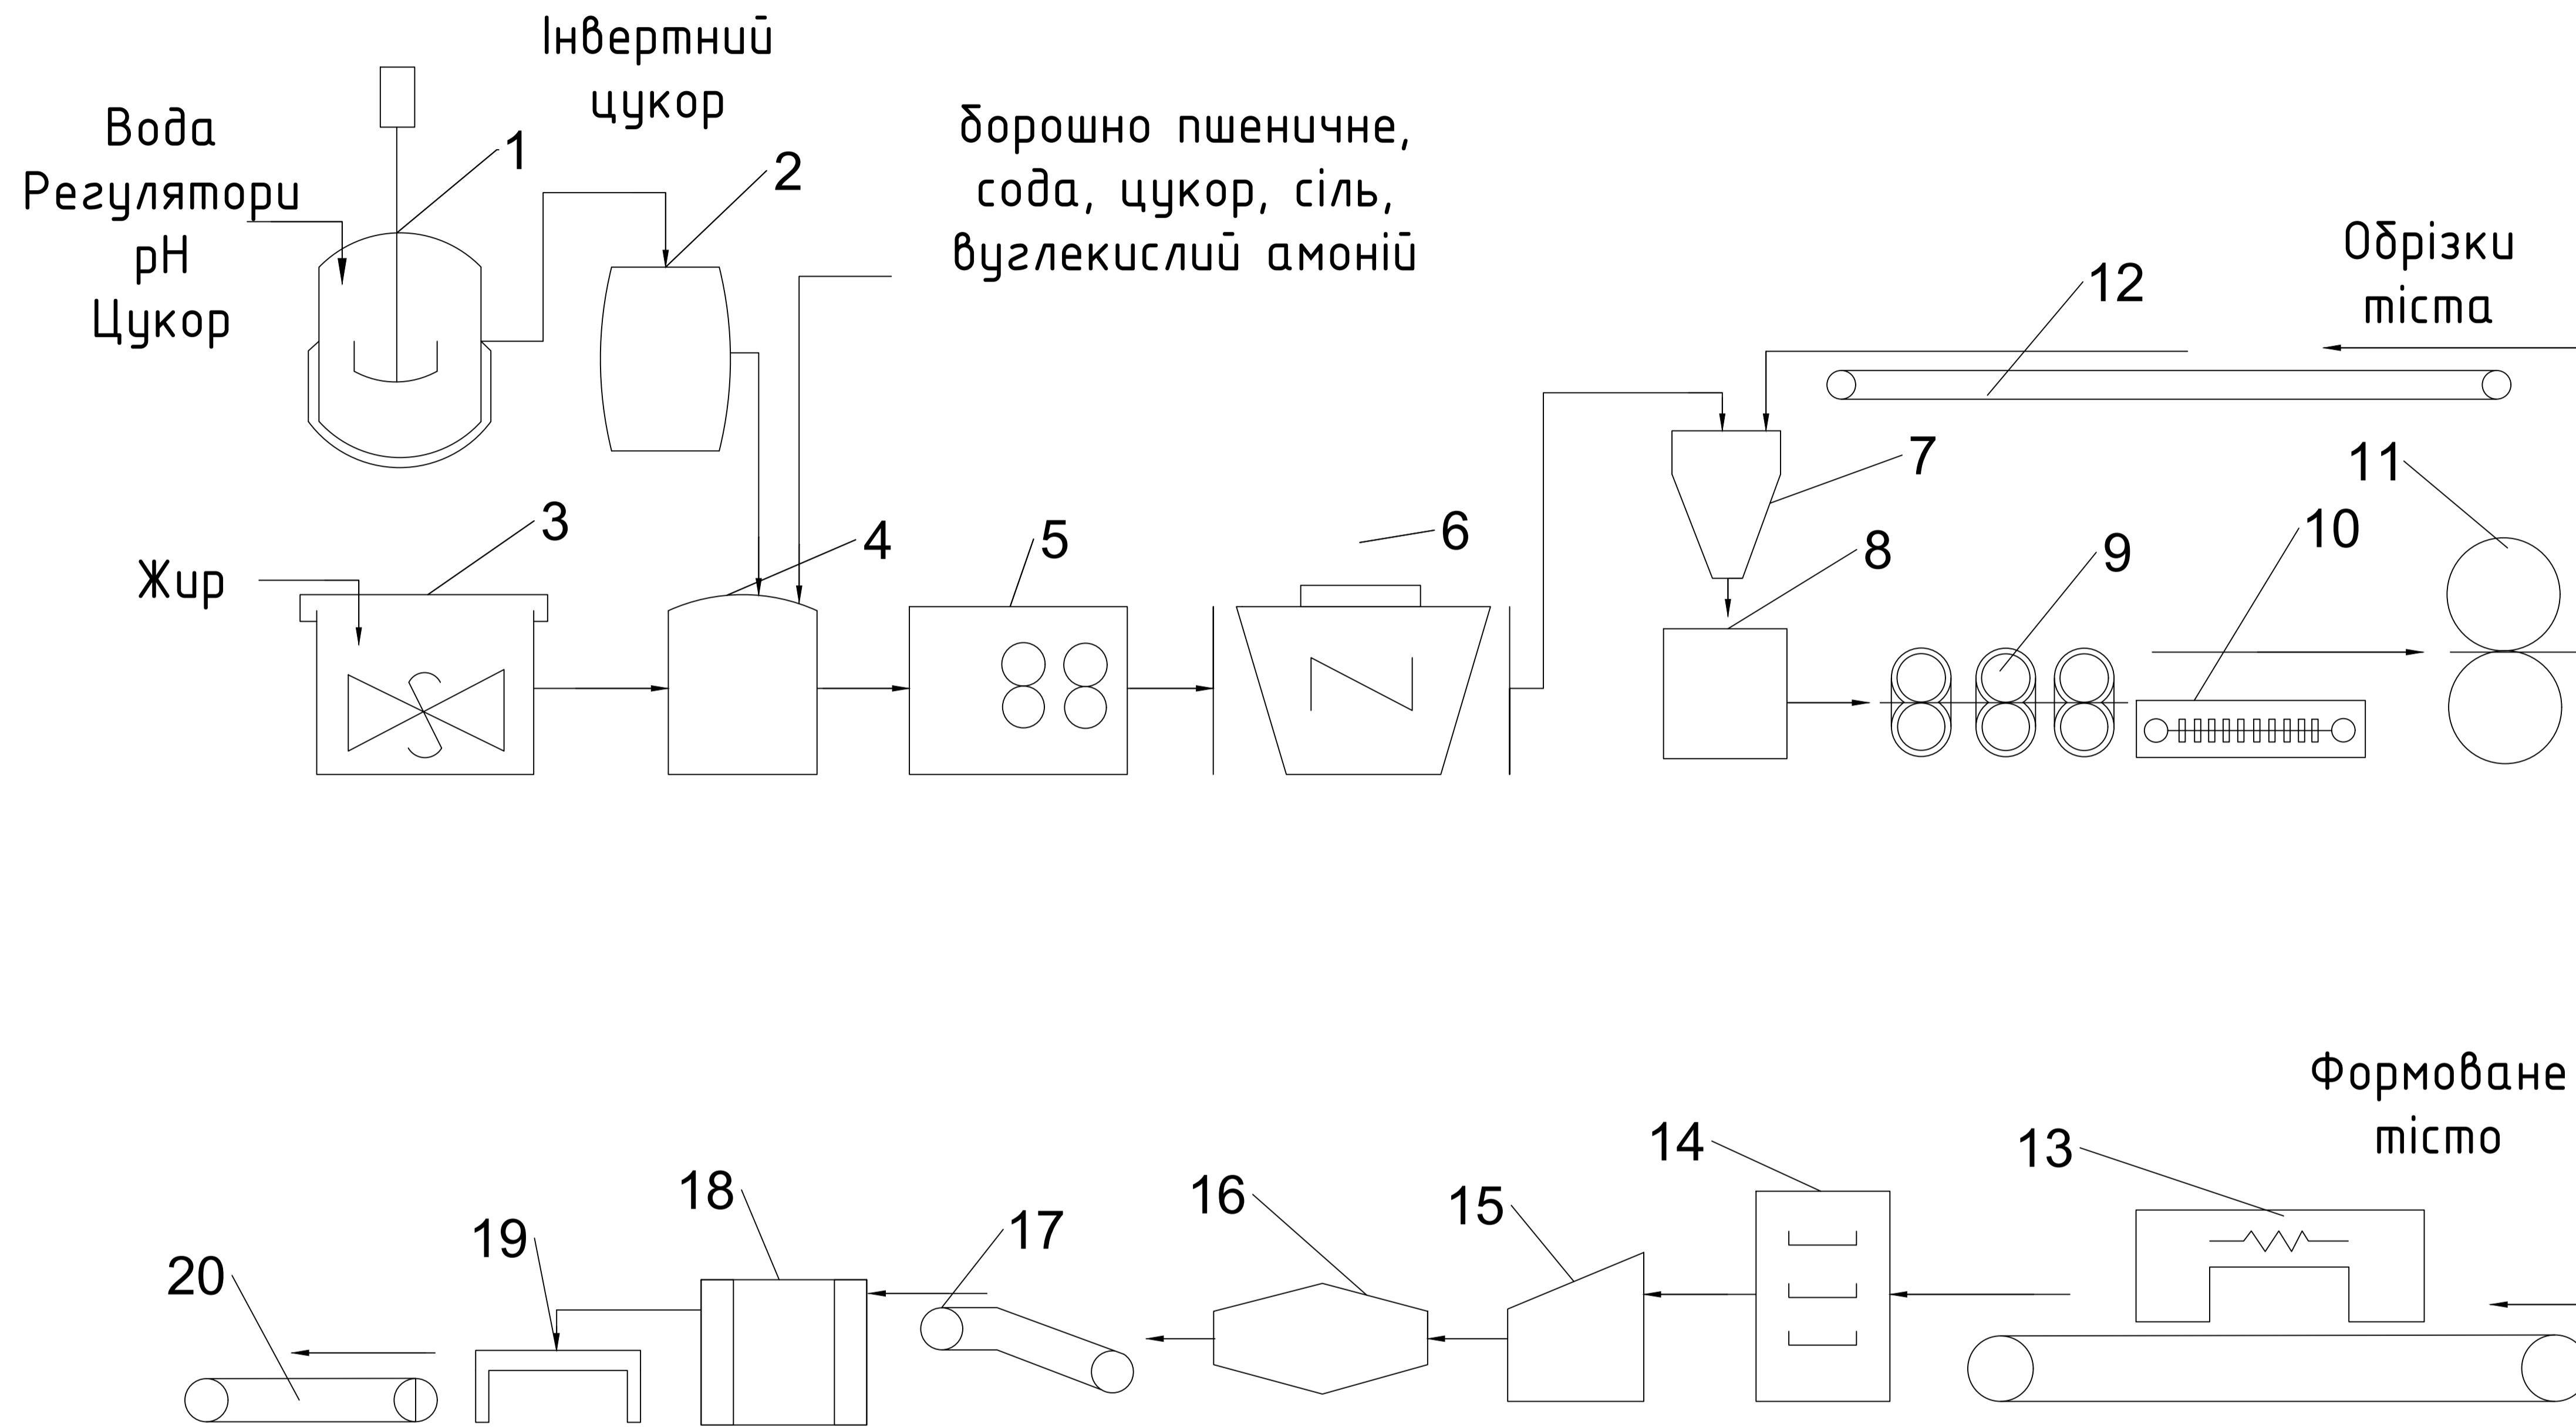 Інвертний
цукор
Вода
Регулятори
pH
Цукор
1
2
борошно пшеничне,
сода, цукор, сіль,
вуглекислий амоній
Обрізки
тіста
12
7
11
Жир
3
4
5
6
8
9
10
Формоване
тісто
13
14
15
16
17
18
19
20